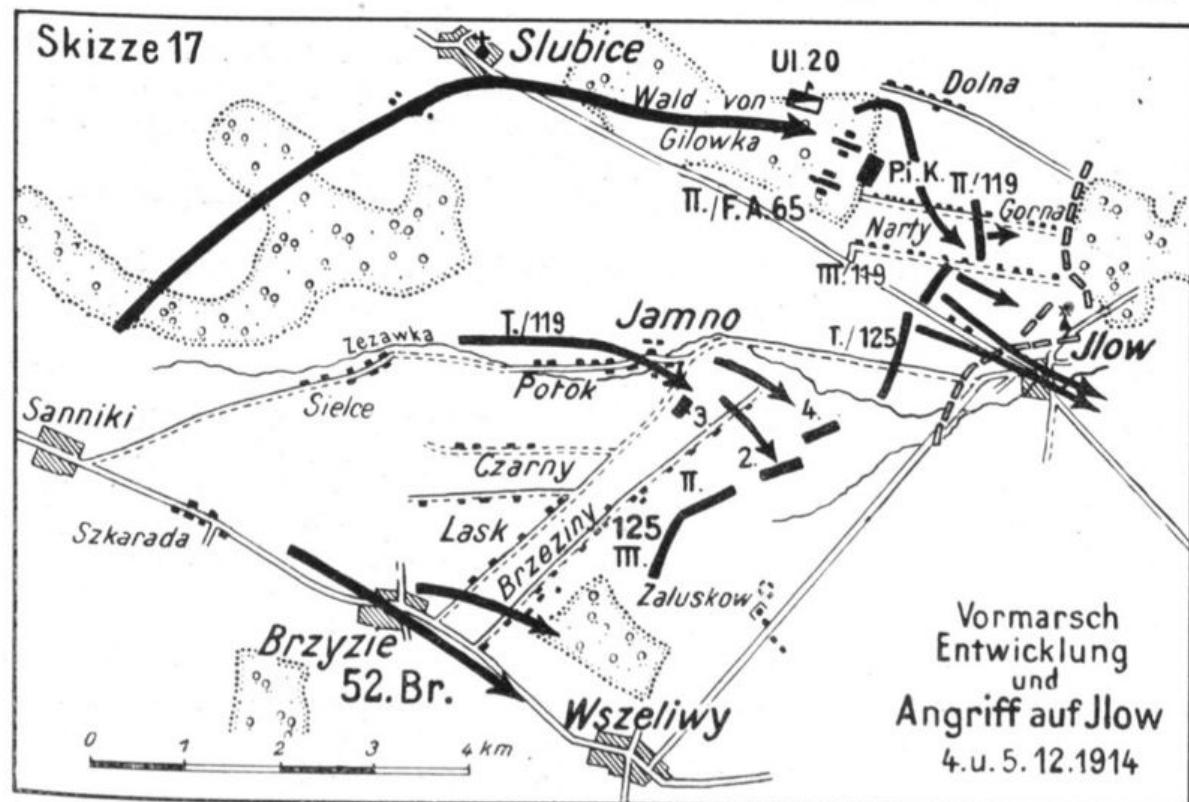 Skizze 17
Slubice
Ul. 20
Dolna
Wald von
Gilowka
P.i.K.
II./119
Gorna
II./F.A.65
Narty
III./119
I./119
Jamno
I./125
Jlow
Zezawka
Potok
Sielce
Sanniki
3
4.
2.
Czarny
II.
Lask
125
III.
Brzeziny
Szkarada
Zaluskow
Brzyzie
52. Br.
Wszeliwy
Vormarsch
Entwicklung
und
Angriff auf Jlow
4. u. 5. 12. 1914
0 1 2 3 4 km